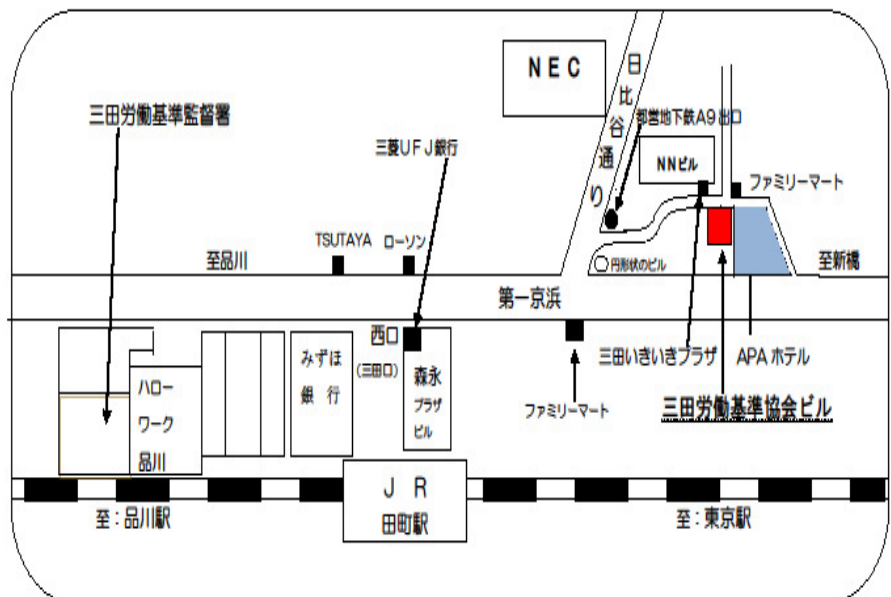 NEC
日比谷通り
都営地下鉄A9出口
三田労働基準監督署
三菱UFJ銀行
NNビル
ファミリーマート
TSUTAYA ローソン
至品川
円形状のビル
至新橋
第一京浜
西口
(三田口)
みずほ
銀行
森永
プラザ
ビル
ファミリーマート
三田いきいきプラザ
APAホテル
三田労働基準協会ビル
ハロー
ワーク
品川
JR
田町駅
至:品川駅
至:東京駅